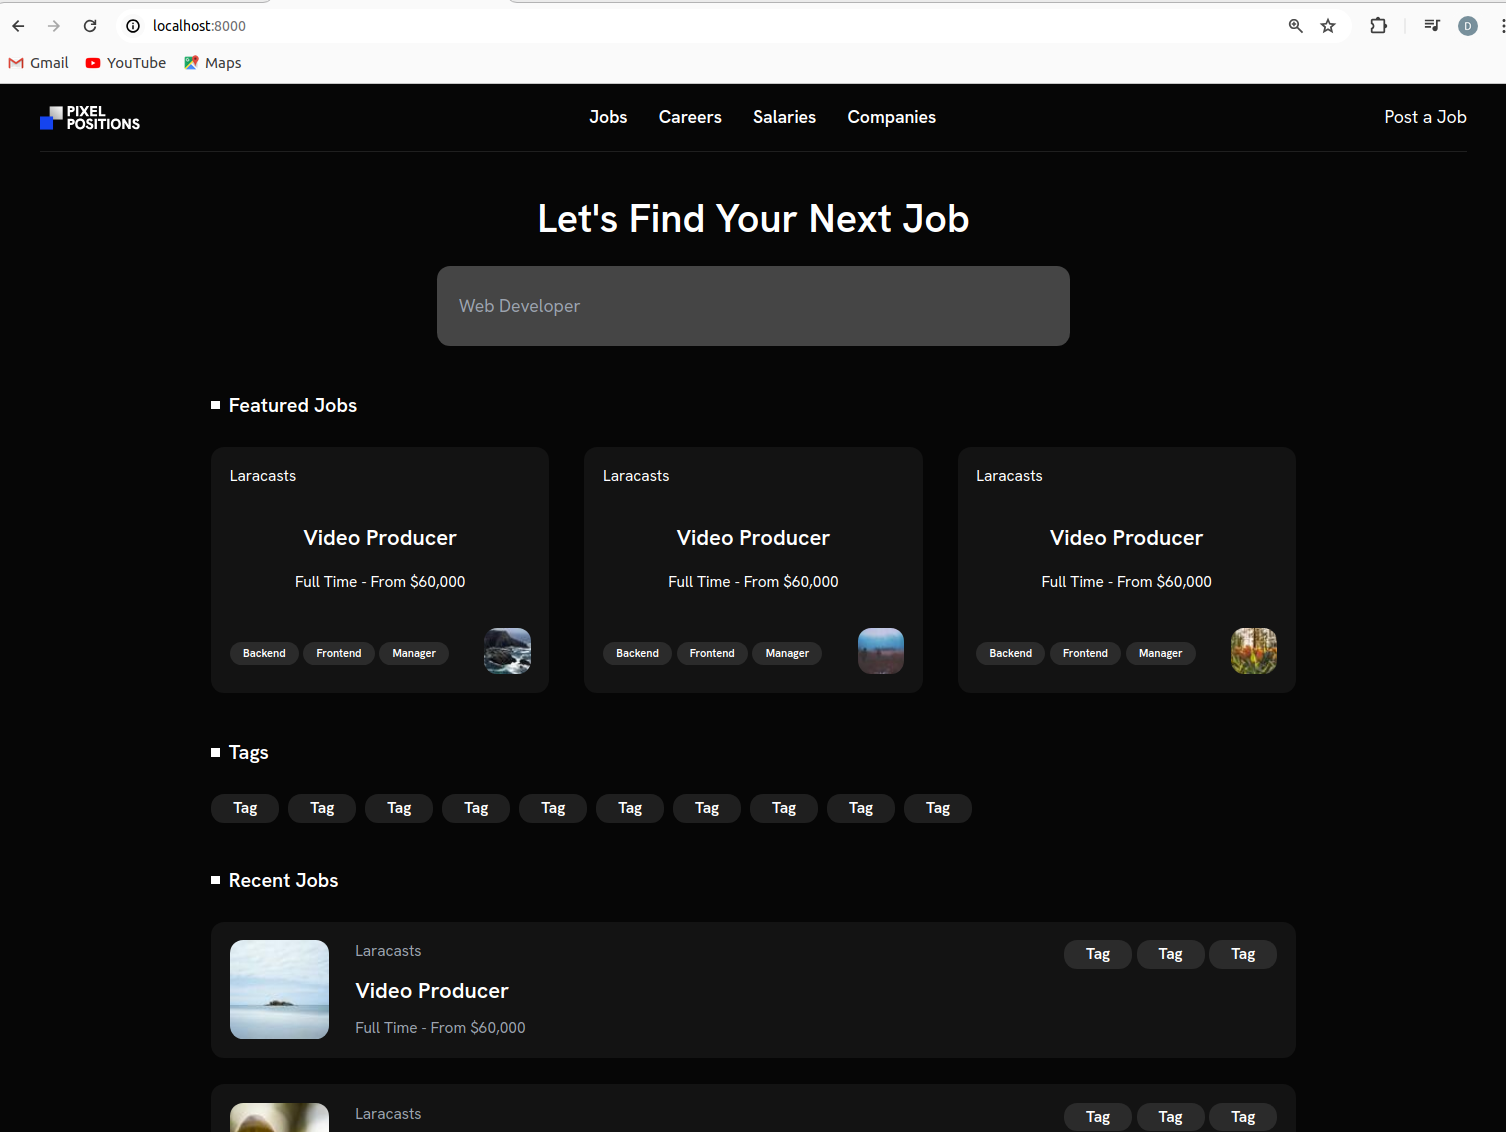 localhost:8000
D
Gmail YouTube Maps
PIXEL
POSITIONS
Jobs Careers Salaries Companies
Post a Job
Let's Find Your Next Job
Web Developer
Featured Jobs
Laracasts
Video Producer
Full Time - From $60,000
Backend Frontend Manager
Laracasts
Video Producer
Full Time - From $60,000
Backend Frontend Manager
Laracasts
Video Producer
Full Time - From $60,000
Backend Frontend Manager
Tags
Tag Tag Tag Tag Tag Tag Tag Tag Tag Tag
Recent Jobs
Laracasts
Video Producer
Full Time - From $60,000
Tag Tag Tag
Laracasts
Tag Tag Tag